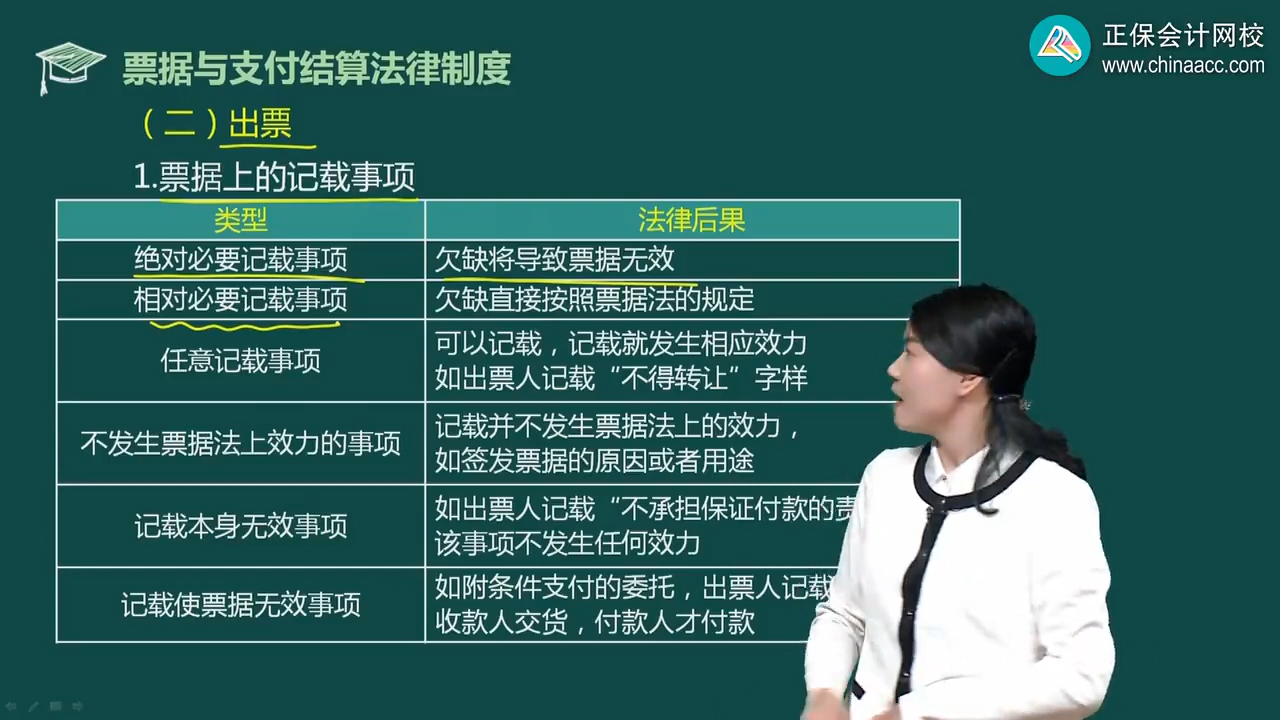 正保会计网校
www.chinaacc.com
票据与支付结算法律制度
（二）出票
1.票据上的记载事项
类型
法律后果
绝对必要记载事项
欠缺将导致票据无效
相对必要记载事项
欠缺直接按照票据法的规定
任意记载事项
可以记载，记载就发生相应效力
如出票人记载“不得转让”字样
不发生票据法上效力的事项
记载并不发生票据法上的效力，
如签发票据的原因或者用途
记载本身无效事项
如出票人记载“不承担保证付款的责
该事项不发生任何效力
记载使票据无效事项
如附条件支付的委托，出票人记载
收款人交货，付款人才付款